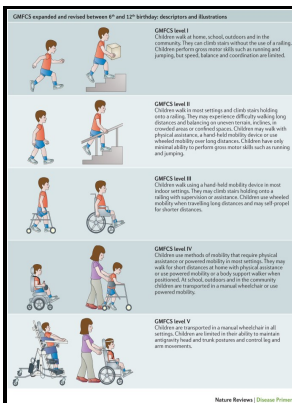 GMFCS expanded and revised between 6th and 12th birthday: descriptors and illustrations
GMFCS level I
Children walk at home, school, outdoors and in the
community. They can climb stairs without the use of a railing.
Children perform gross motor skills such as running and
jumping, but speed, balance and coordination are limited.
GMFCS level II
Children walk in most settings and climb stairs holding
onto a railing. They may experience difficulty walking long
distances and balancing on uneven terrain, inclines, in
crowded areas or confined spaces. Children may walk with
physical assistance, a hand-held mobility device or use
wheeled mobility over long distances. Children have only
minimal ability to perform gross motor skills such as running
and jumping.
GMFCS level III
Children walk using a hand-held mobility device in most
indoor settings. They may climb stairs holding onto a
railing with supervision or assistance. Children use wheeled
mobility when travelling long distances and may self-propel
for shorter distances.
GMFCS level IV
Children use methods of mobility that require physical
assistance or powered mobility in most settings. They may
walk for short distances at home with physical assistance
or use powered mobility or a body support walker when
positioned. At school, outdoors and in the community
children are transported in a manual wheelchair or use
powered mobility.
GMFCS level V
Children are transported in a manual wheelchair in all
settings. Children are limited in their ability to maintain
antigravity head and trunk postures and control leg and
arm movements.
Nature Reviews | Disease Primers